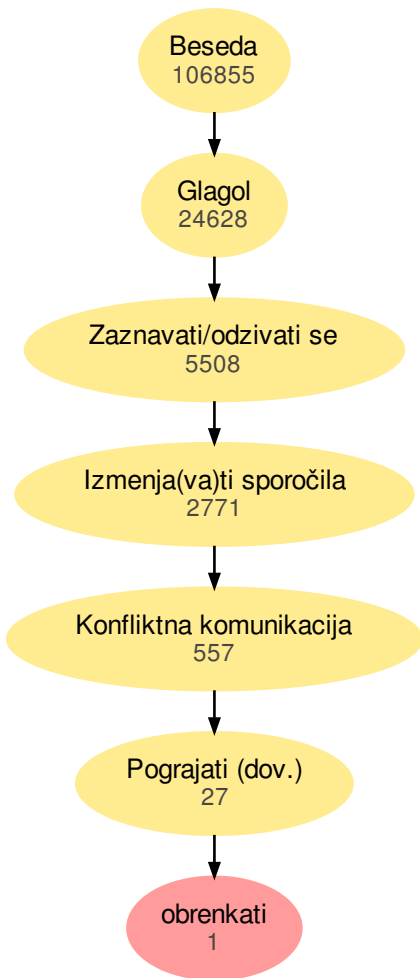 Beseda
106855
Glagol
24628
Zaznavati/odzivati se
5508
Izmenja(va)ti sporočila
2771
Konfliktna komunikacija
557
Pograjati (dov.)
27
obrenkati
1